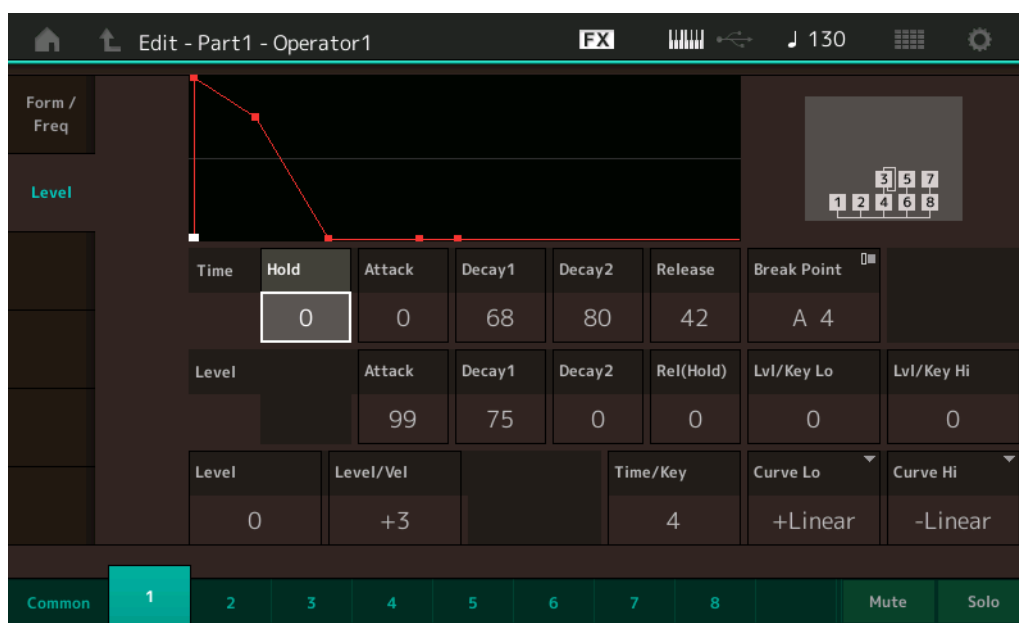 Edit - Part1 - Operator1
FX
130
Form /
Freq
Level
3 5 7
1 2 4 6 8
Time Hold Attack Decay1 Decay2 Release Break Point
0 0 68 80 42 A 4
Level Attack Decay1 Decay2 Rel(Hold) Lvl/Key Lo Lvl/Key Hi
99 75 0 0 0 0
Level Level/Vel Time/Key Curve Lo Curve Hi
0 +3 4 +Linear -Linear
Common 1 2 3 4 5 6 7 8 Mute Solo